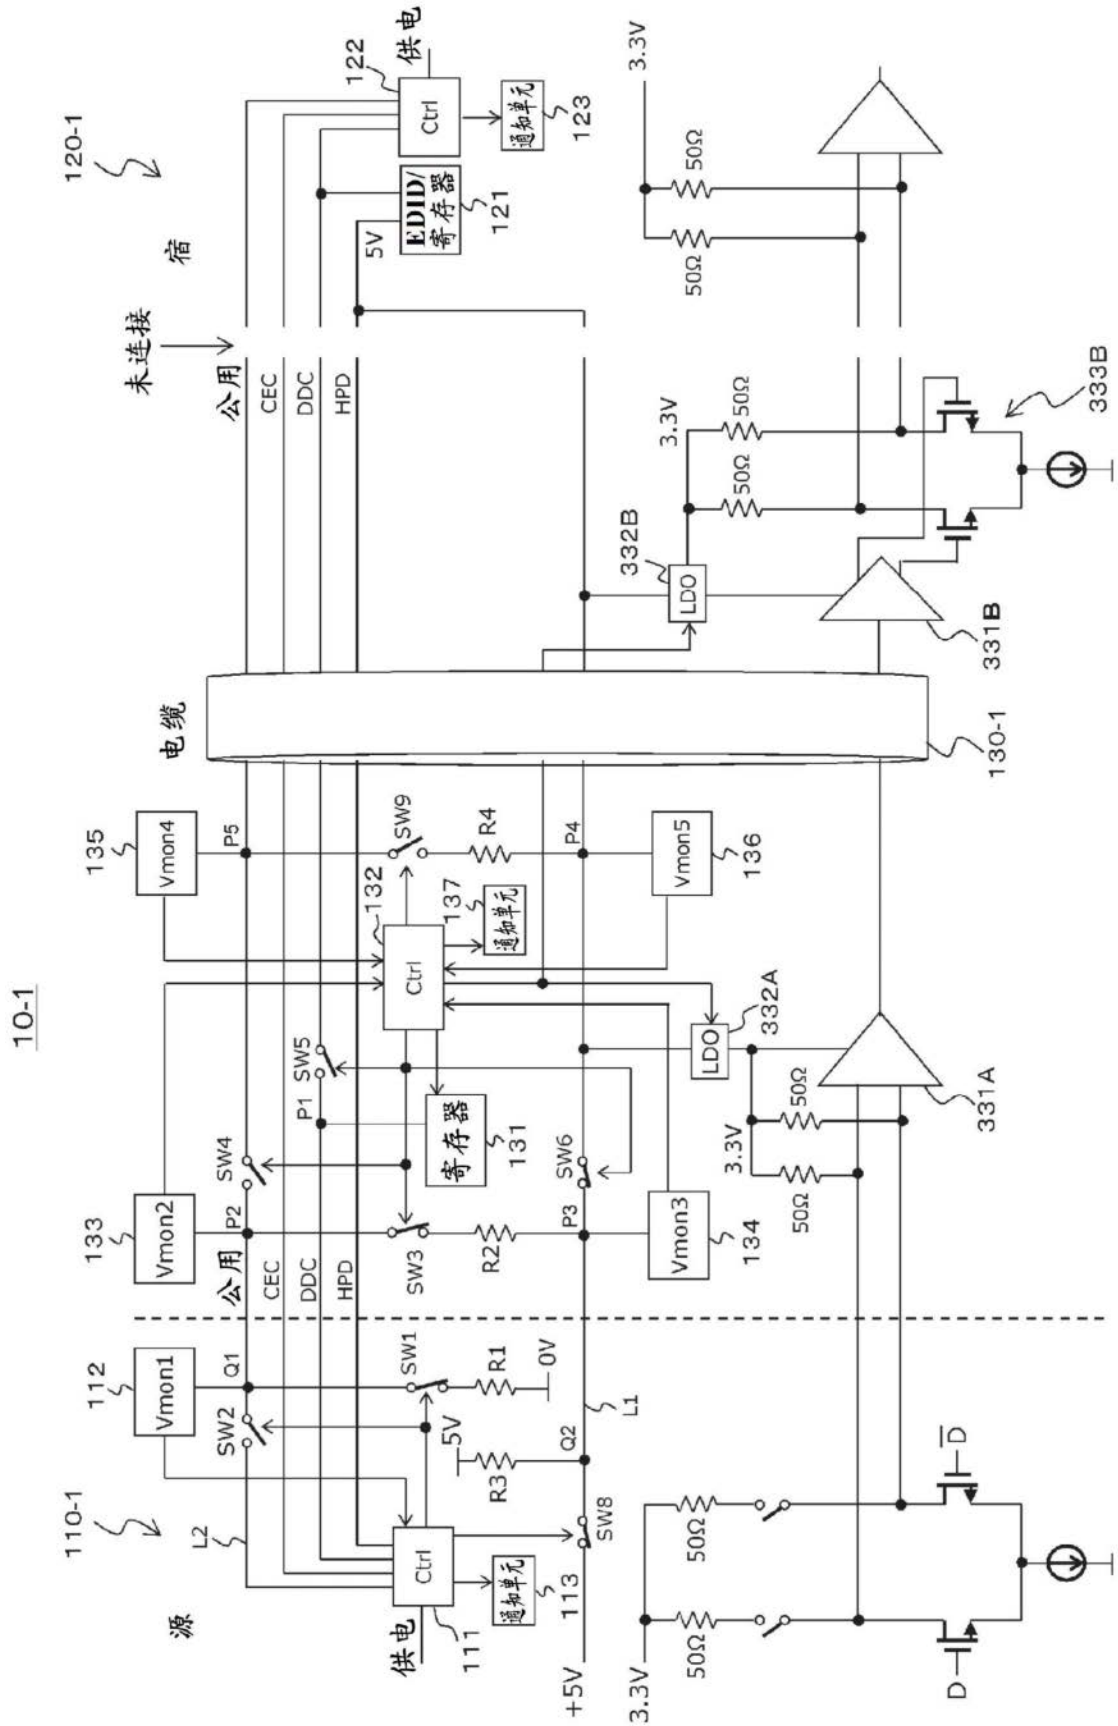 10-1
110-1
源
电缆
未连接
宿
120-1
112
Vmon1
133
Vmon2
135
Vmon4
L2
SW2
Q1
P2
SW4
P5
公用
CEC
DDC
HPD
公用
CEC
DDC
HPD
P1
SW5
供电
111
Ctrl
通知单元
113
5V
R3
SW1
R1
0V
SW3
R2
寄存器
131
Ctrl
132
通知单元
137
SW9
R4
5V
EDID/
寄存器
121
Ctrl
122
供电
通知单元
123
+5V
SW8
Q2
L1
P3
SW6
P4
Vmon3
134
Vmon5
136
LDO
332A
LDO
332B
3.3V
50Ω
50Ω
3.3V
50Ω
50Ω
3.3V
50Ω
50Ω
3.3V
50Ω
50Ω
331A
130-1
331B
333B
D
D̅